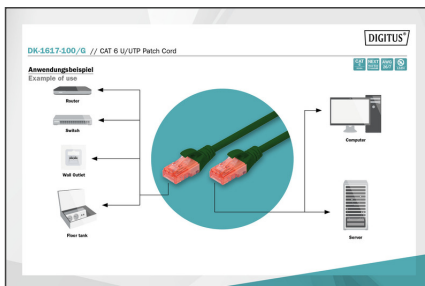 DIGITUS®
DK-1617-100/G // CAT 6 U/UTP Patch Cord
Anwendungsbeispiel
Example of use
Router
Switch
Wall Outlet
Floor tank
Computer
Server